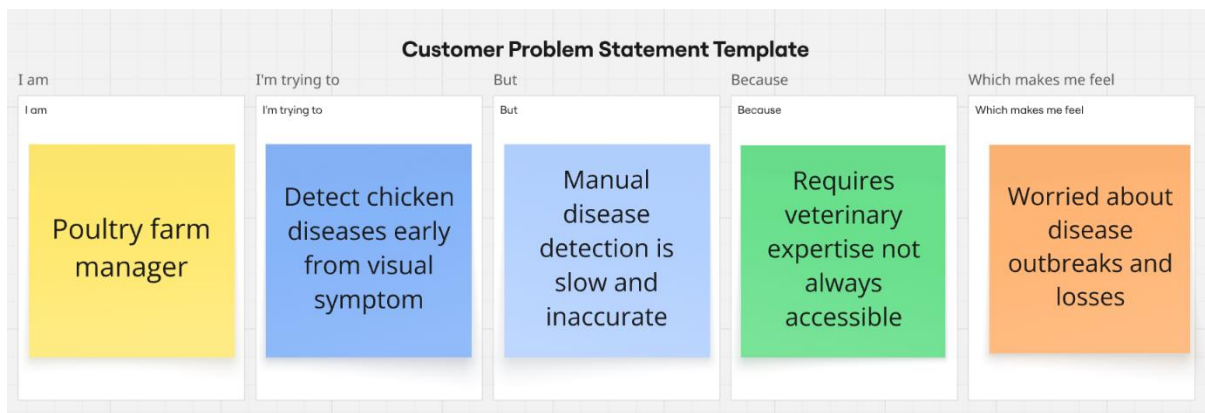 Customer Problem Statement Template
I am
I'm trying to
But
Because
Which makes me feel
I am
I'm trying to
But
Because
Which makes me feel
Poultry farm
manager
Detect chicken
diseases early
from visual
symptom
Manual
disease
detection is
slow and
inaccurate
Requires
veterinary
expertise not
always
accessible
Worried about
disease
outbreaks and
losses